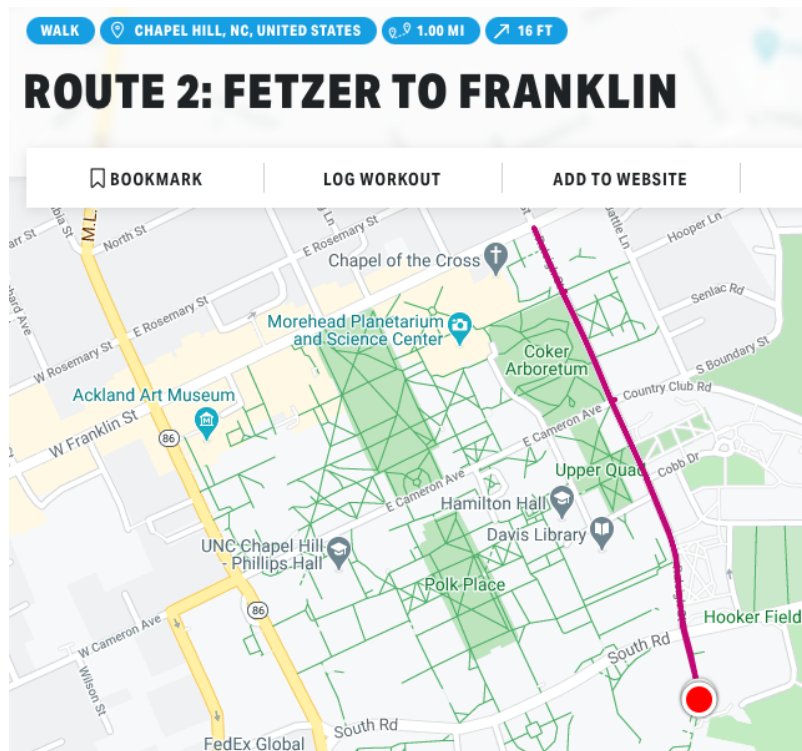 WALK
CHAPEL HILL, NC, UNITED STATES
1.00 MI
16 FT
ROUTE 2: FETZER TO FRANKLIN
BOOKMARK
LOG WORKOUT
ADD TO WEBSITE
M.L.
North St
E Rosemary St
Battle Ln
Hooper Ln
Chapel of the Cross
Senlac Rd
E Rosemary St
Morehead Planetarium
and Science Center
Coker
Arboretum
S Boundary St
W Rosemary St
Ackland Art Museum
Country Club Rd
W Franklin St
86
E Cameron Ave
Upper Quad
Cobb Dr
E Cameron Ave
Hamilton Hall
Davis Library
UNC Chapel Hill
- Phillips Hall
Polk Place
86
Hooker Field
W Cameron Ave
South Rd
Wilson St
South Rd
FedEx Global